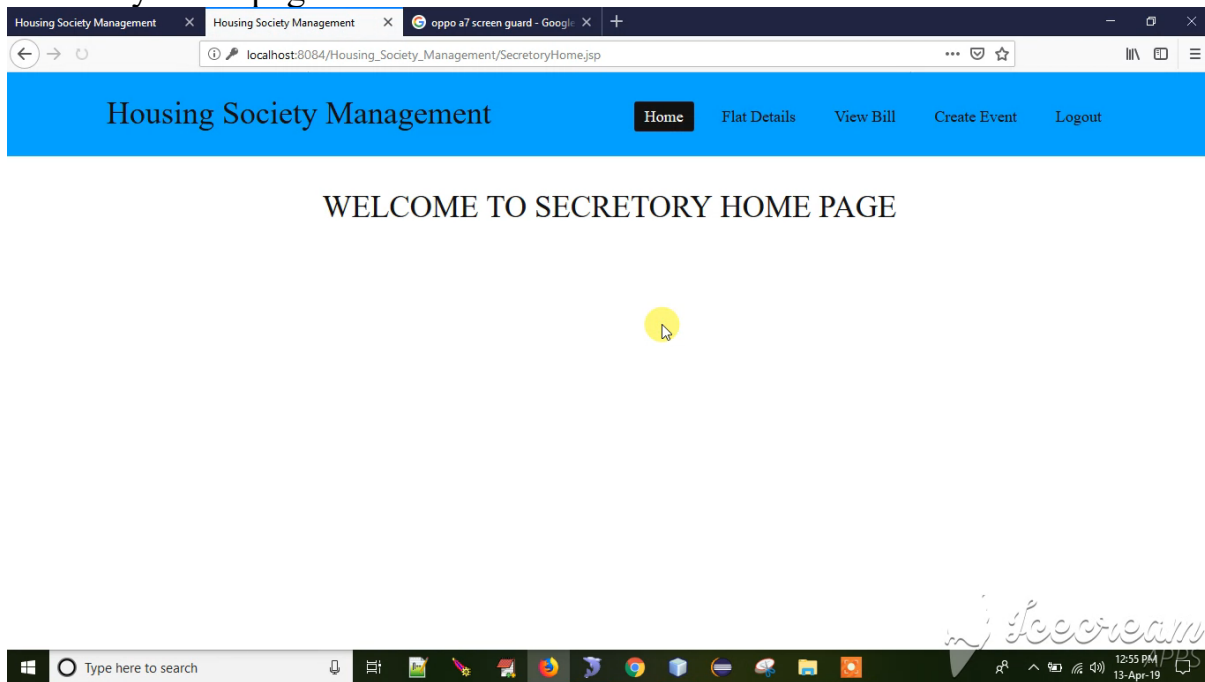 Housing Society Management
Housing Society Management
oppo a7 screen guard - Google
localhost:8084/Housing_Society_Management/SecretoryHome.jsp
Housing Society Management Home Flat Details View Bill Create Event Logout
WELCOME TO SECRETORY HOME PAGE
Icecream
APPS
Type here to search
12:55 PM
13-Apr-19